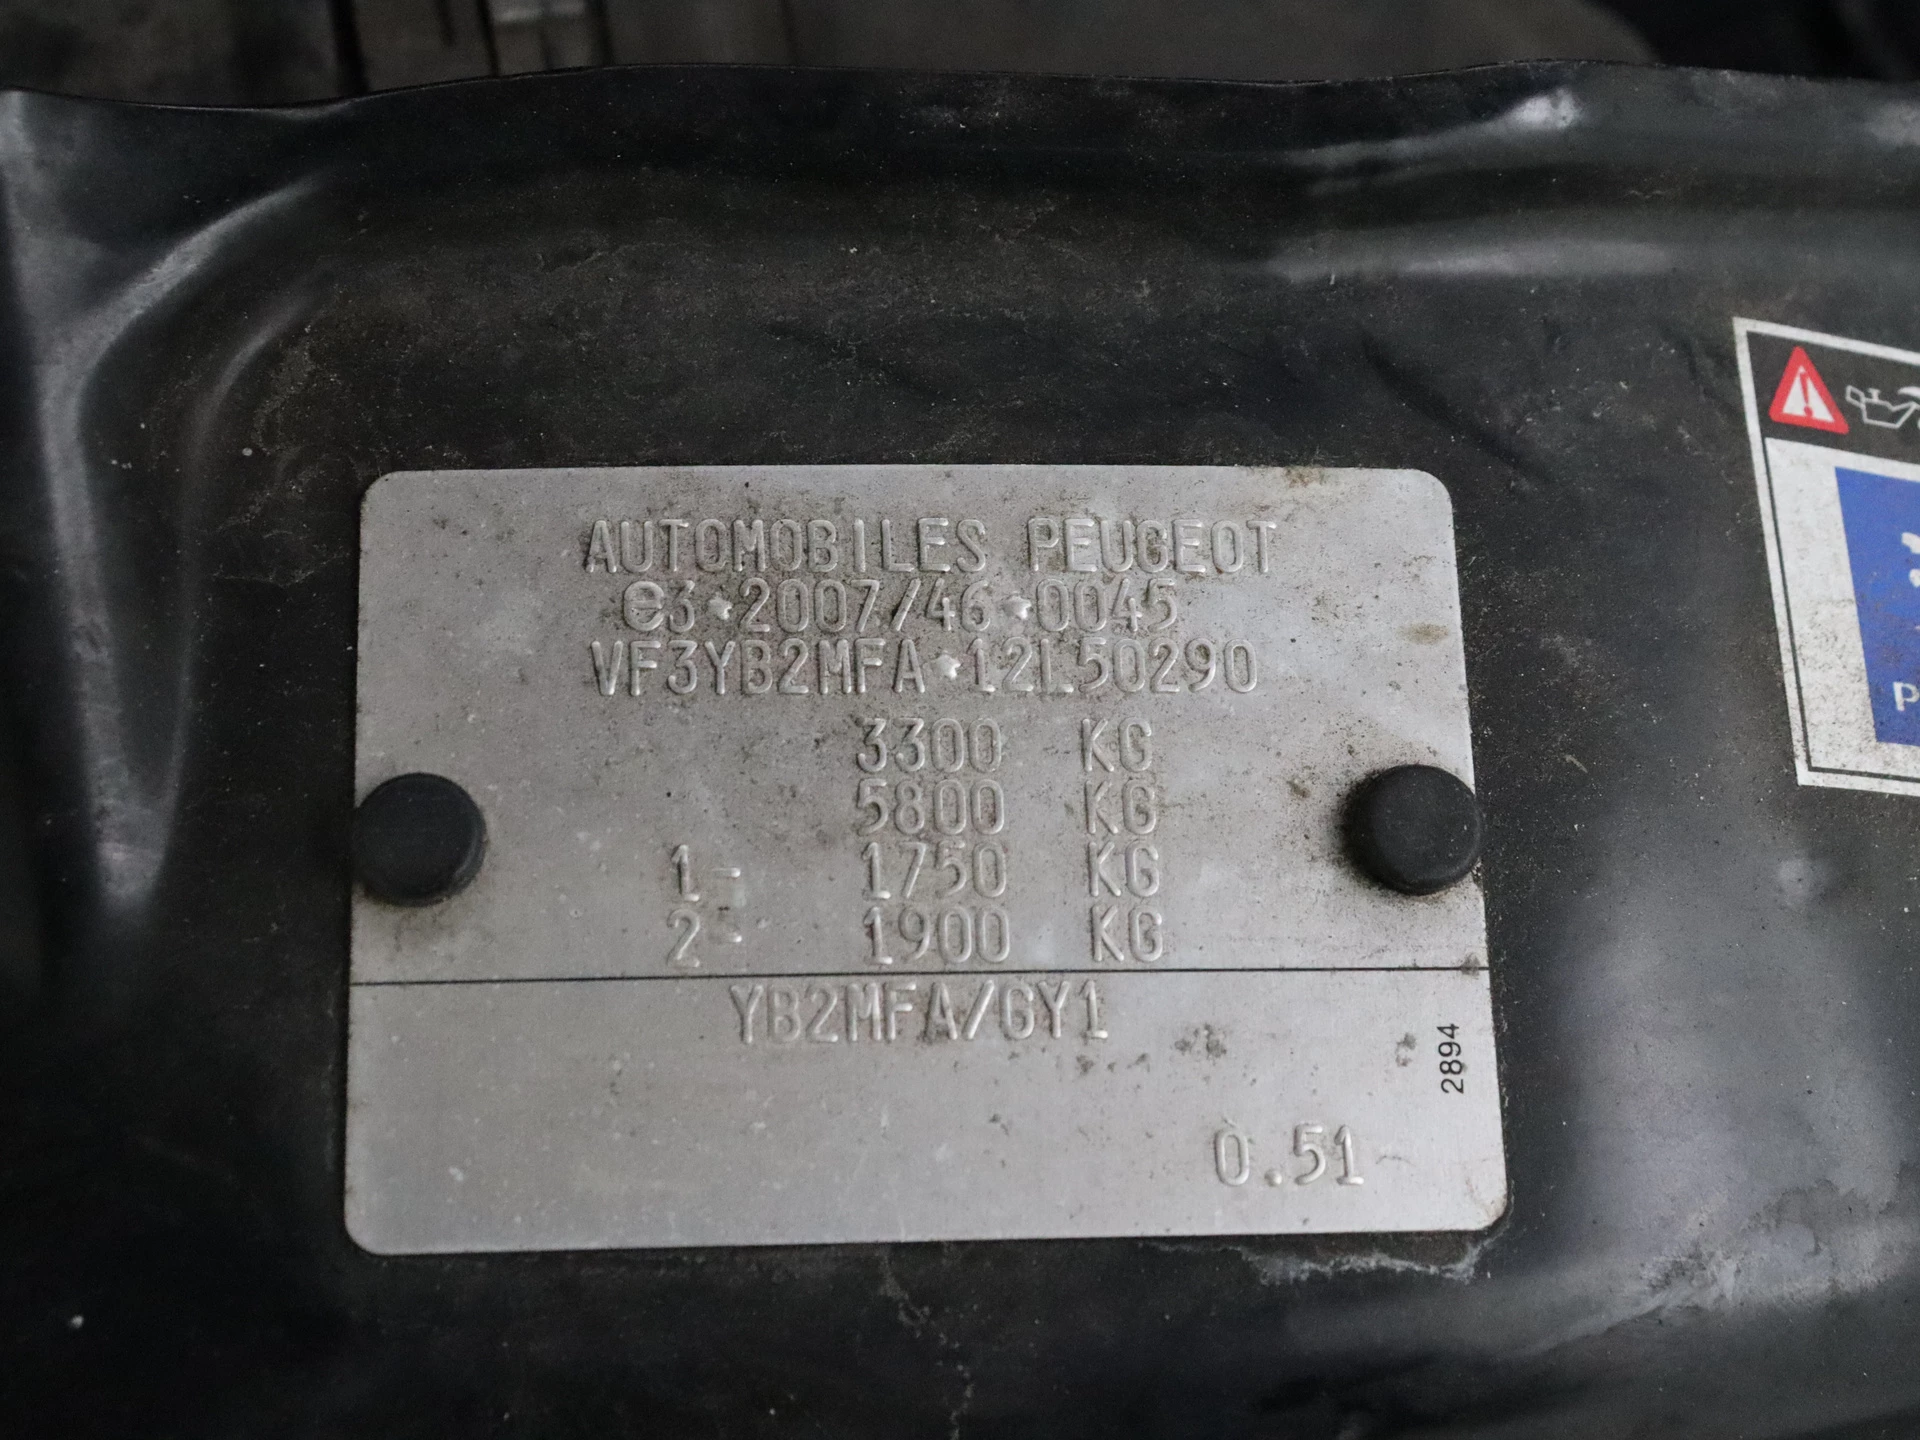 AUTOMOBILES PEUGEOT
e3*2007/46*0045
VF3YB2MFA*12L50290
3300 KG
5800 KG
1- 1750 KG
2- 1900 KG
YB2MFA/GY1
2894
0.51
P